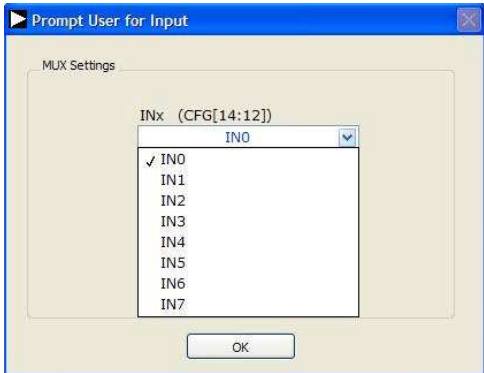 Prompt User for Input
MUX Settings
INx (CFG[14:12])
IN0
✓ IN0
IN1
IN2
IN3
IN4
IN5
IN6
IN7
OK